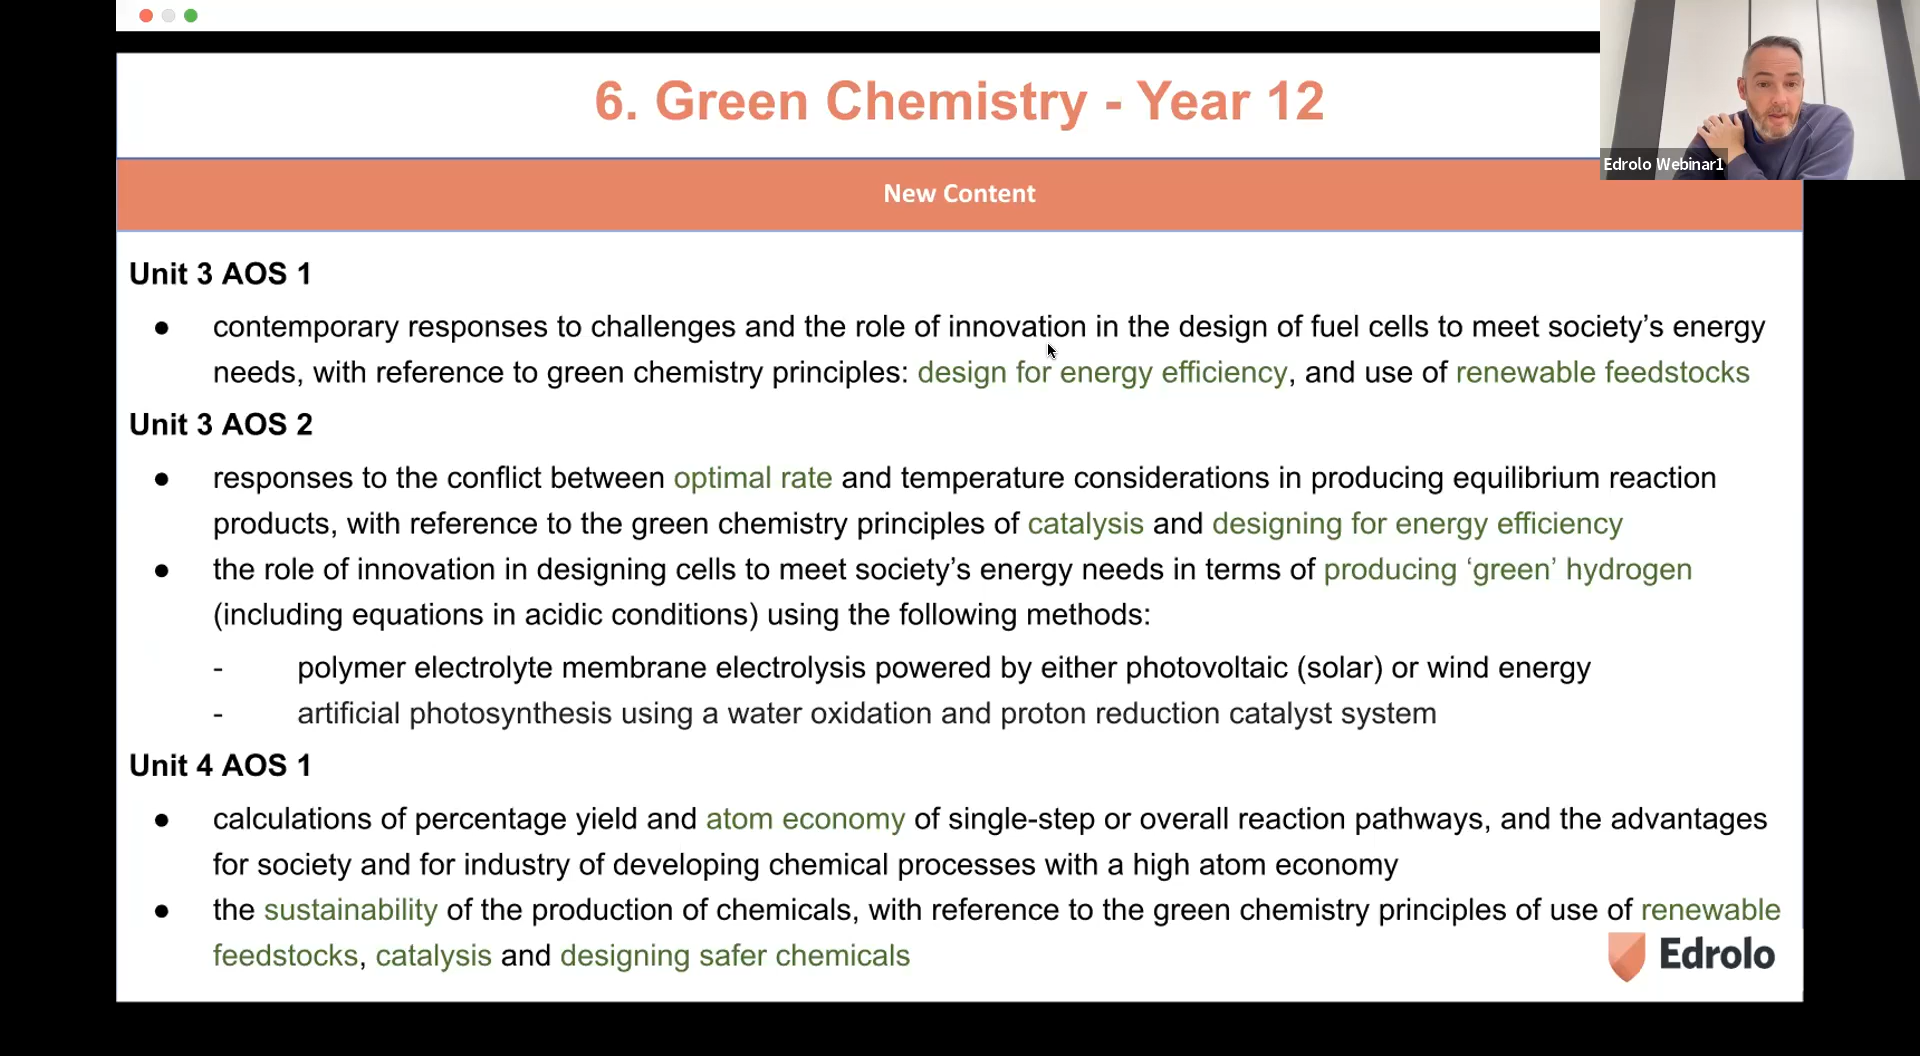 6. Green Chemistry - Year 12
Edrolo Webinar1
New Content
Unit 3 AOS 1
● contemporary responses to challenges and the role of innovation in the design of fuel cells to meet society’s energy
needs, with reference to green chemistry principles: design for energy efficiency, and use of renewable feedstocks
Unit 3 AOS 2
● responses to the conflict between optimal rate and temperature considerations in producing equilibrium reaction
products, with reference to the green chemistry principles of catalysis and designing for energy efficiency
● the role of innovation in designing cells to meet society’s energy needs in terms of producing ‘green’ hydrogen
(including equations in acidic conditions) using the following methods:
- polymer electrolyte membrane electrolysis powered by either photovoltaic (solar) or wind energy
- artificial photosynthesis using a water oxidation and proton reduction catalyst system
Unit 4 AOS 1
● calculations of percentage yield and atom economy of single-step or overall reaction pathways, and the advantages
for society and for industry of developing chemical processes with a high atom economy
● the sustainability of the production of chemicals, with reference to the green chemistry principles of use of renewable
feedstocks, catalysis and designing safer chemicals
Edrolo